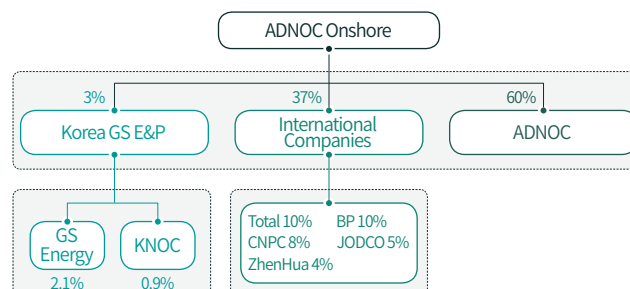 ADNOC Onshore
3%
37%
60%
Korea GS E&P
International
Companies
ADNOC
GS
Energy
KNOC
2.1%
0.9%
Total 10% BP 10%
CNPC 8% JODCO 5%
ZhenHua 4%